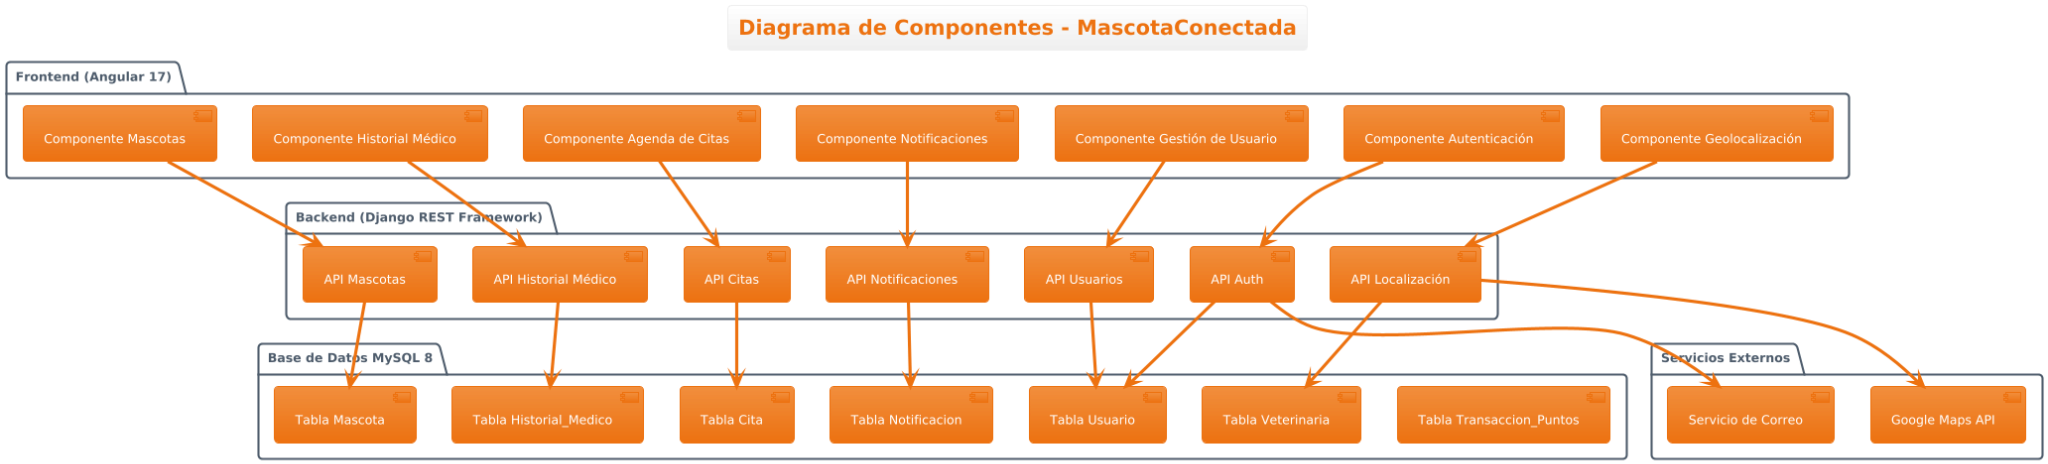 Diagrama de Componentes - MascotaConectada
Frontend (Angular 17)
Componente Mascotas
Componente Historial Médico
Componente Agenda de Citas
Componente Notificaciones
Componente Gestión de Usuario
Componente Autenticación
Componente Geolocalización
Backend (Django REST Framework)
API Mascotas
API Historial Médico
API Citas
API Notificaciones
API Usuarios
API Auth
API Localización
Base de Datos MySQL 8
Servicios Externos
Tabla Mascota
Tabla Historial_Medico
Tabla Cita
Tabla Notificacion
Tabla Usuario
Tabla Veterinaria
Tabla Transaccion_Puntos
Servicio de Correo
Google Maps API